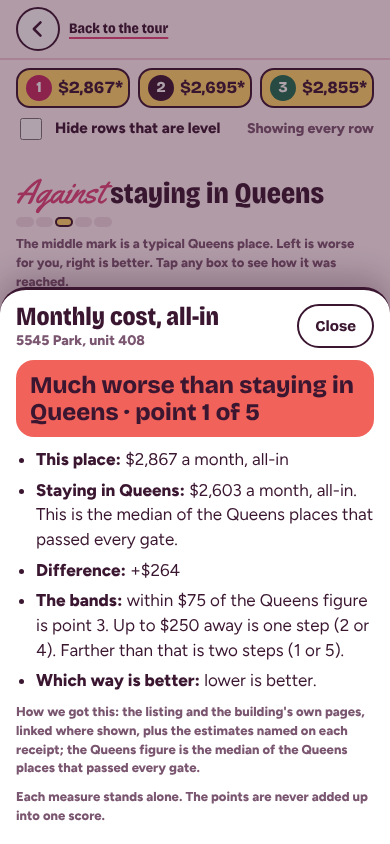 Back to the tour
1 $2,867* 2 $2,695* 3 $2,855*
Hide rows that are level Showing every row
Against staying in Queens
The middle mark is a typical Queens place. Left is worse
for you, right is better. Tap any box to see how it was
reached.
Monthly cost, all-in
5545 Park, unit 408
Close
Much worse than staying in
Queens · point 1 of 5
• This place: $2,867 a month, all-in
• Staying in Queens: $2,603 a month, all-in.
This is the median of the Queens places that
passed every gate.
• Difference: +$264
• The bands: within $75 of the Queens figure
is point 3. Up to $250 away is one step (2 or
4). Farther than that is two steps (1 or 5).
• Which way is better: lower is better.
How we got this: the listing and the building's own pages,
linked where shown, plus the estimates named on each
receipt; the Queens figure is the median of the Queens
places that passed every gate.
Each measure stands alone. The points are never added up
into one score.